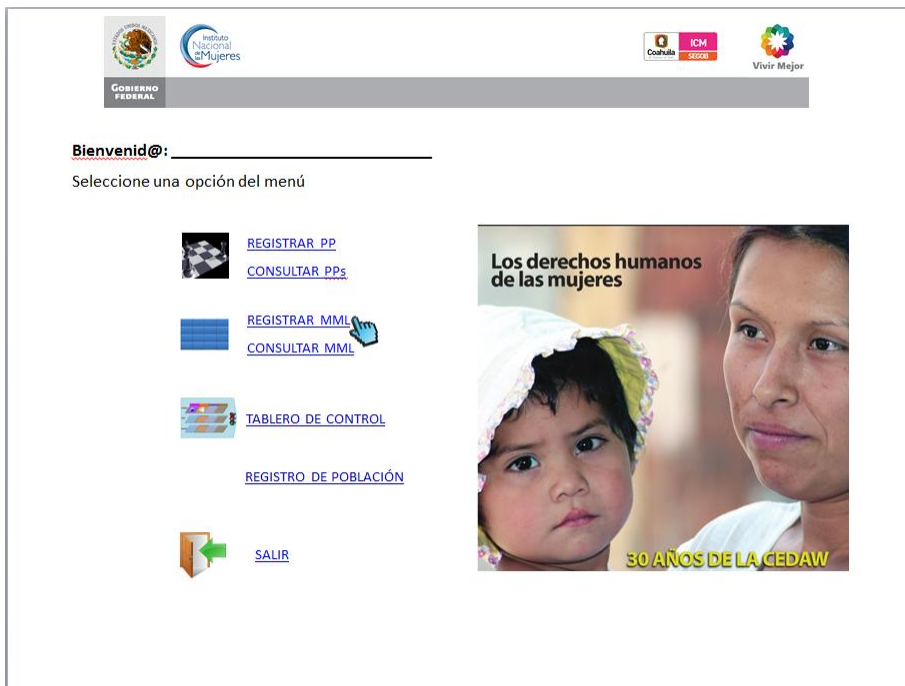 Instituto
Nacional
de las
Mujeres
Coahuila
ICM
SEGOB
Vivir Mejor
GOBIERNO
FEDERAL
Bienvenid@:
Seleccione una opción del menú
REGISTRAR PP
CONSULTAR PPs
REGISTRAR MML
CONSULTAR MML
TABLERO DE CONTROL
REGISTRO DE POBLACIÓN
SALIR
Los derechos humanos
de las mujeres
30 AÑOS DE LA CEDAW